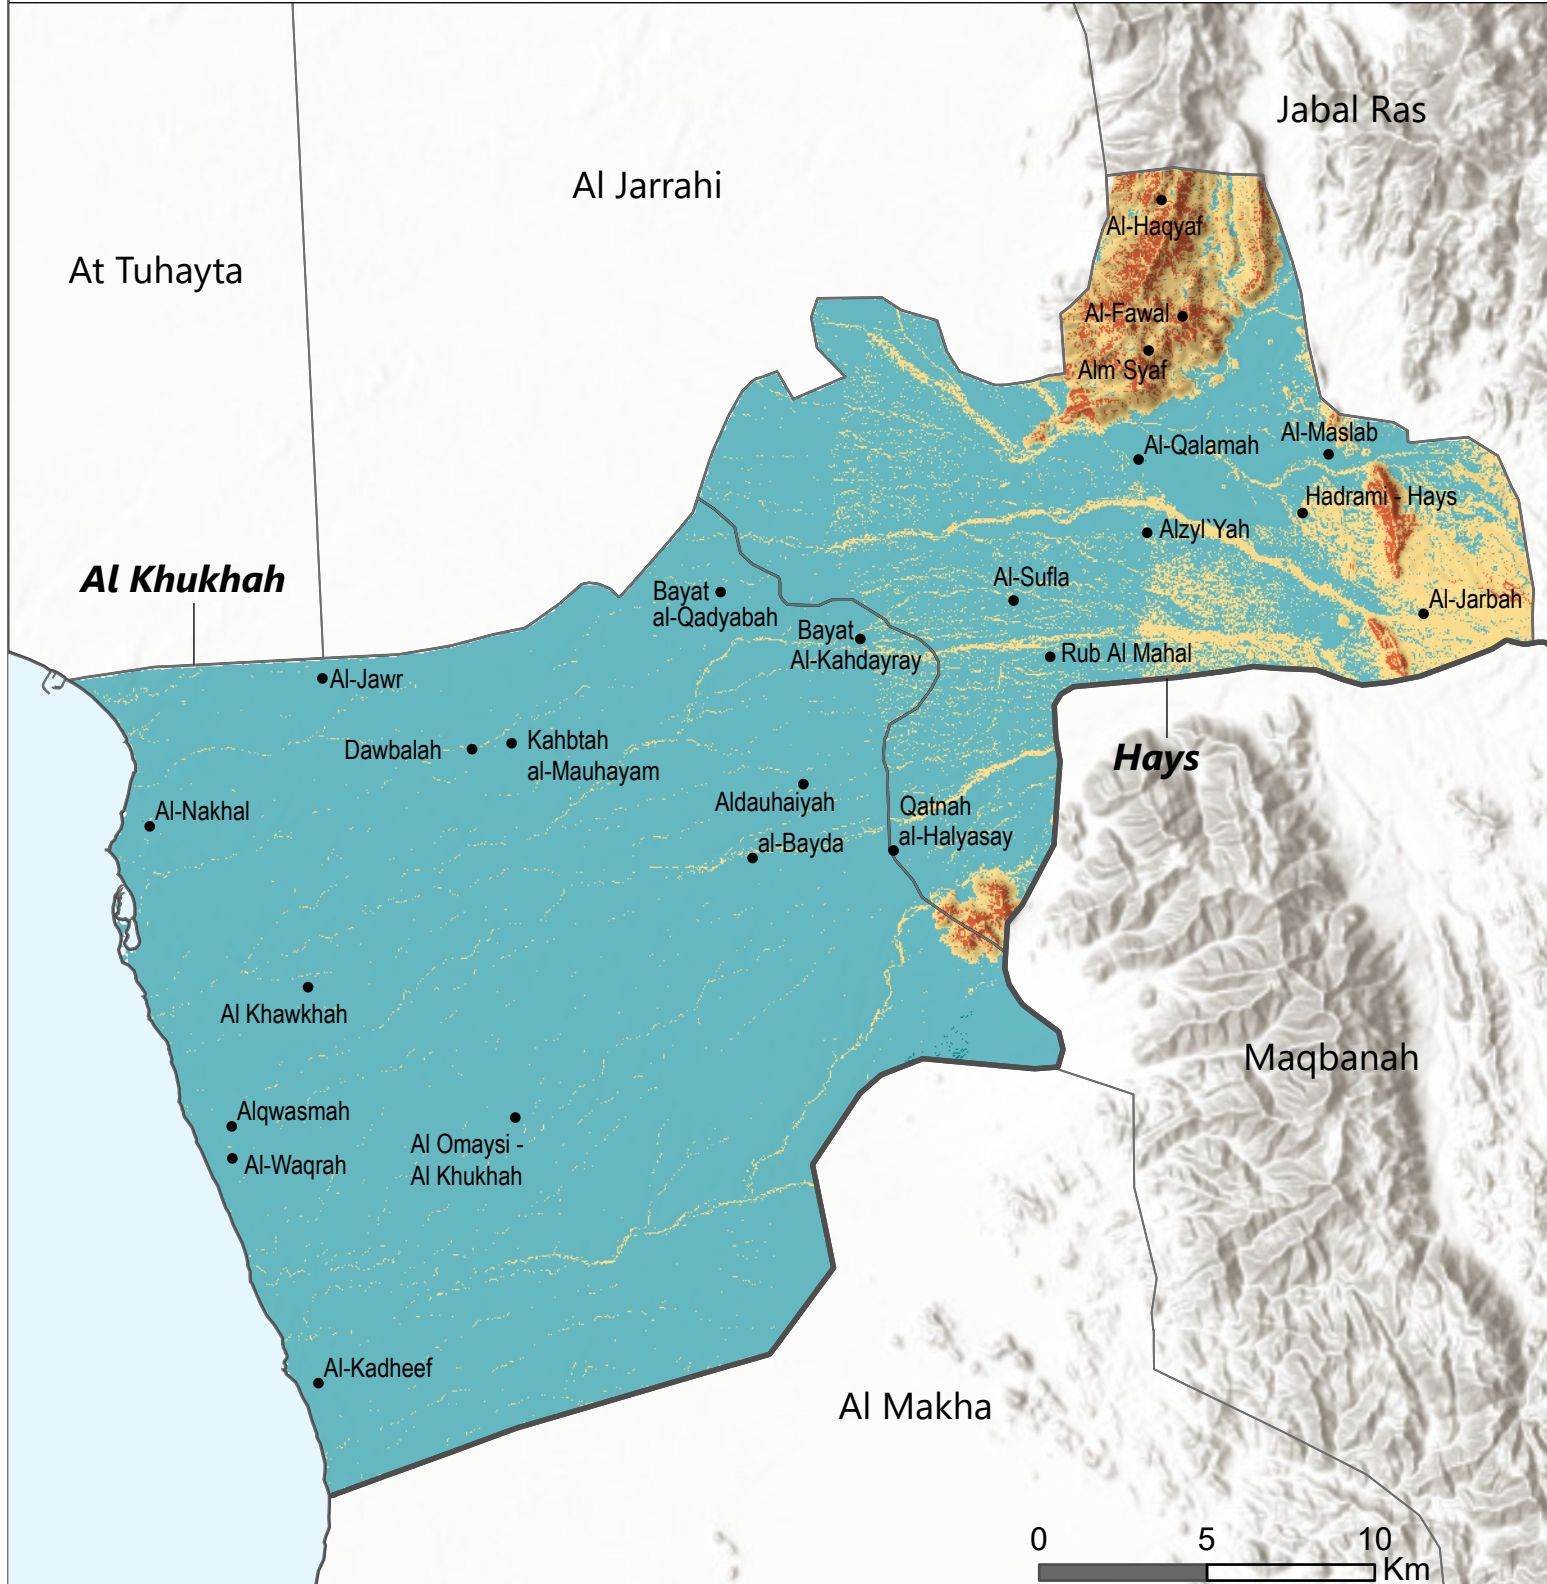 Jabal Ras
Al Jarrahi
At Tuhayta
Al-Haqyaf
Al-Fawal
Alm`Syaf
Al-Maslab
Al-Qalamah
Hadrami - Hays
Alzyl`Yah
Al Khukhah
Al-Sufla
Bayat
al-Qadyabah
Al-Jarbah
Bayat
Al-Kahdayray
Rub Al Mahal
Al-Jawr
Dawbalah
Kahbtah
al-Mauhayam
Hays
Aldauhaiyah
Qatnah
al-Halyasay
Al-Nakhal
al-Bayda
Al Khawkhah
Maqbanah
Alqwasmah
Al Omaysi -
Al Khukhah
Al-Waqrah
Al-Kadheef
Al Makha
0 5 10
Km